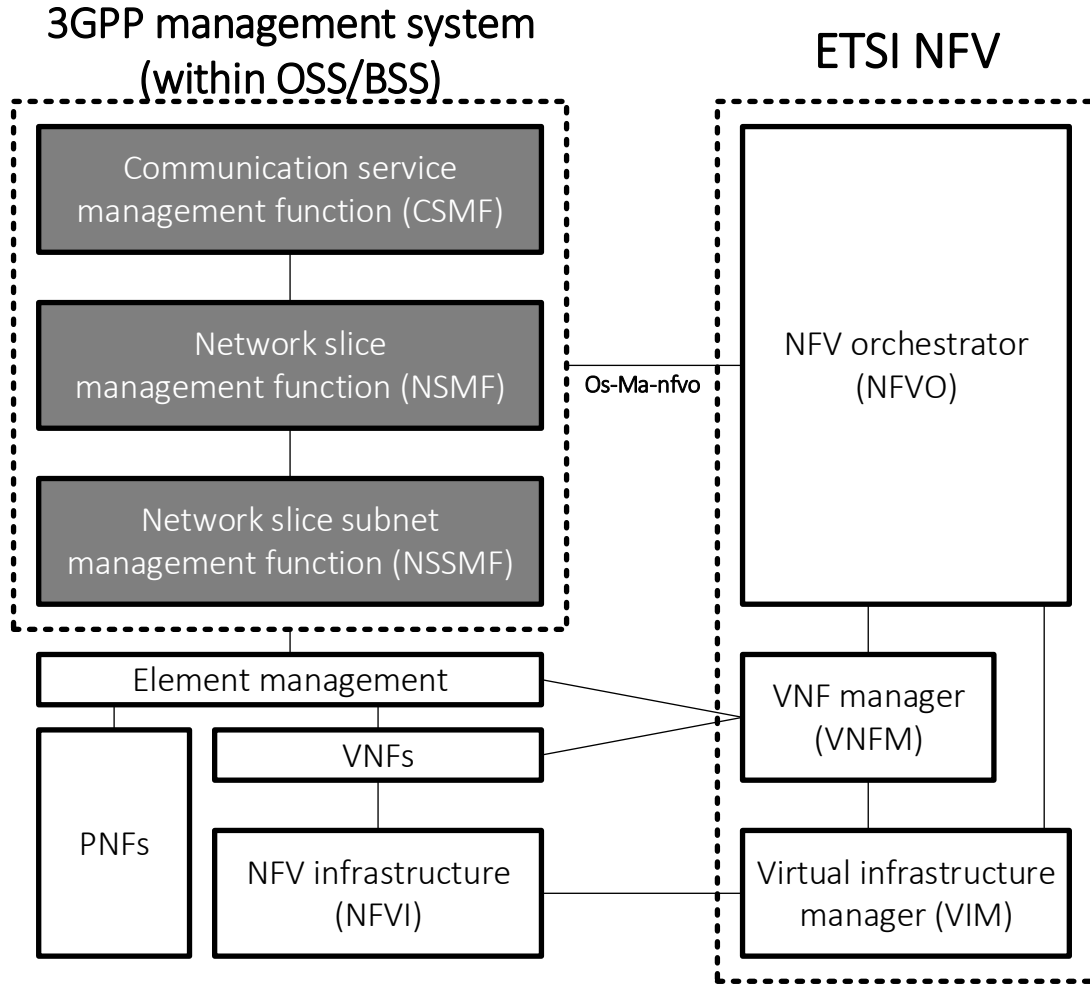 3GPP management system
(within OSS/BSS)
ETSI NFV
Communication service
management function (CSMF)
Network slice
management function (NSMF)
Network slice subnet
management function (NSSMF)
Os-Ma-nfvo
NFV orchestrator
(NFVO)
Element management
VNFs
PNFs
NFV infrastructure
(NFVI)
VNF manager
(VNFM)
Virtual infrastructure
manager (VIM)